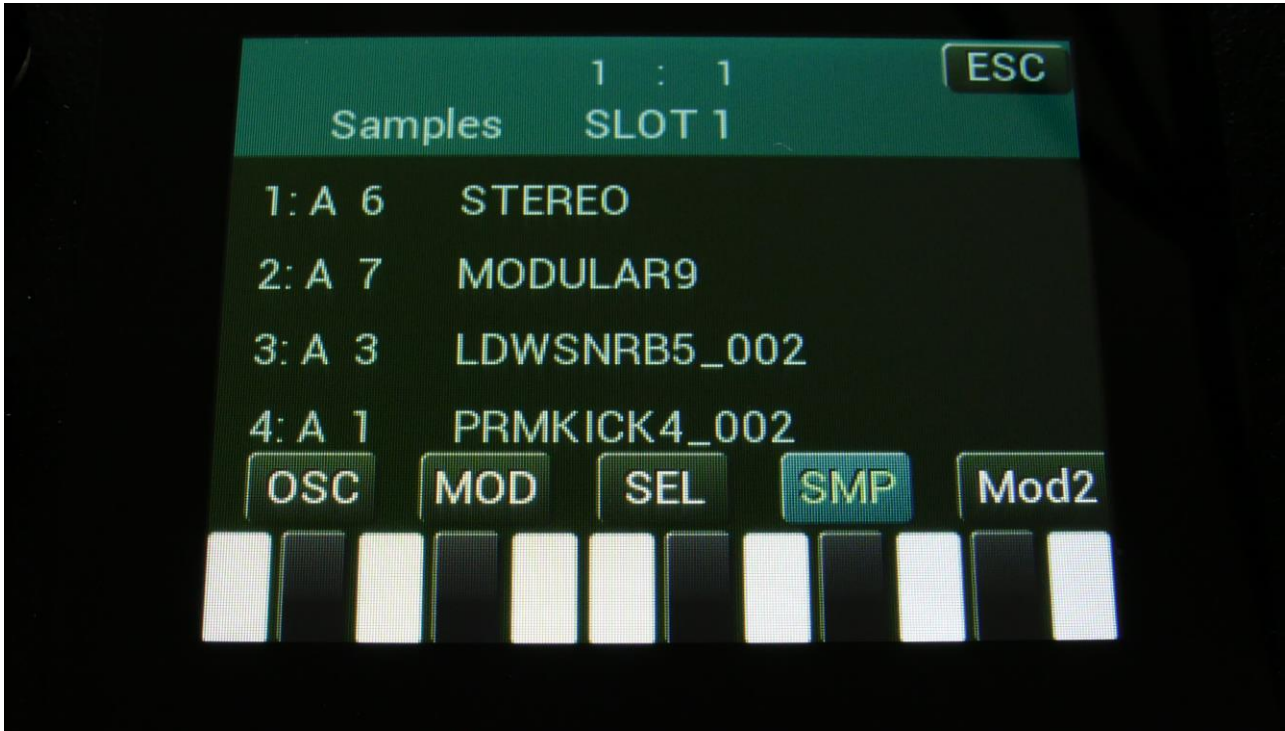 1 : 1 ESC
Samples SLOT 1
1: A 6 STEREO
2: A 7 MODULAR9
3: A 3 LDWSNRB5_002
4: A 1 PRMKICK4_002
OSC MOD SEL SMP Mod2